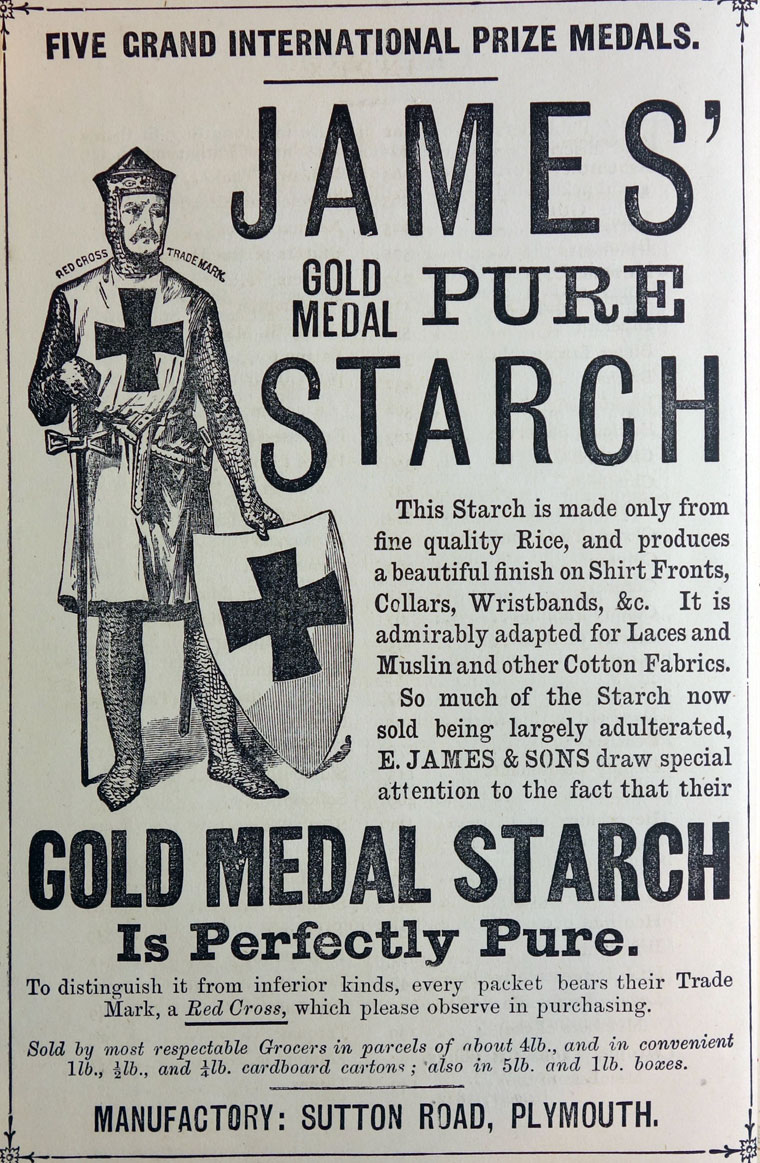 FIVE GRAND INTERNATIONAL PRIZE MEDALS.
JAMES'
RED CROSS TRADE MARK.
GOLD MEDAL PURE
STARCH
This Starch is made only from
fine quality Rice, and produces
a beautiful finish on Shirt Fronts,
Collars, Wristbands, &c. It is
admirably adapted for Laces and
Muslin and other Cotton Fabrics.
So much of the Starch now
sold being largely adulterated,
E. JAMES & SONS draw special
attention to the fact that their
GOLD MEDAL STARCH
Is Perfectly Pure.
To distinguish it from inferior kinds, every packet bears their Trade
Mark, a Red Cross, which please observe in purchasing.
Sold by most respectable Grocers in parcels of about 4lb., and in convenient
1lb., ½lb., and ¼lb. cardboard cartons; also in 5lb. and 1lb. boxes.
MANUFACTORY: SUTTON ROAD, PLYMOUTH.